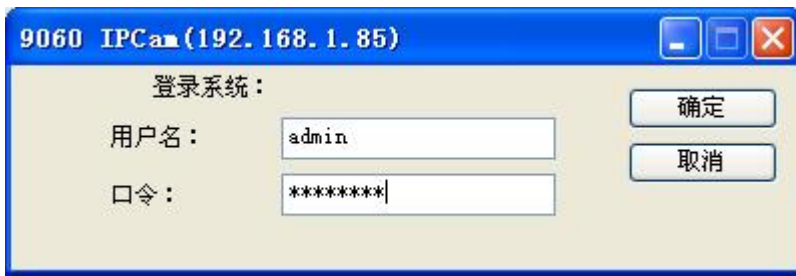 9060 IPCam(192.168.1.85)
登录系统：
确定
用户名：admin
取消
口令：********